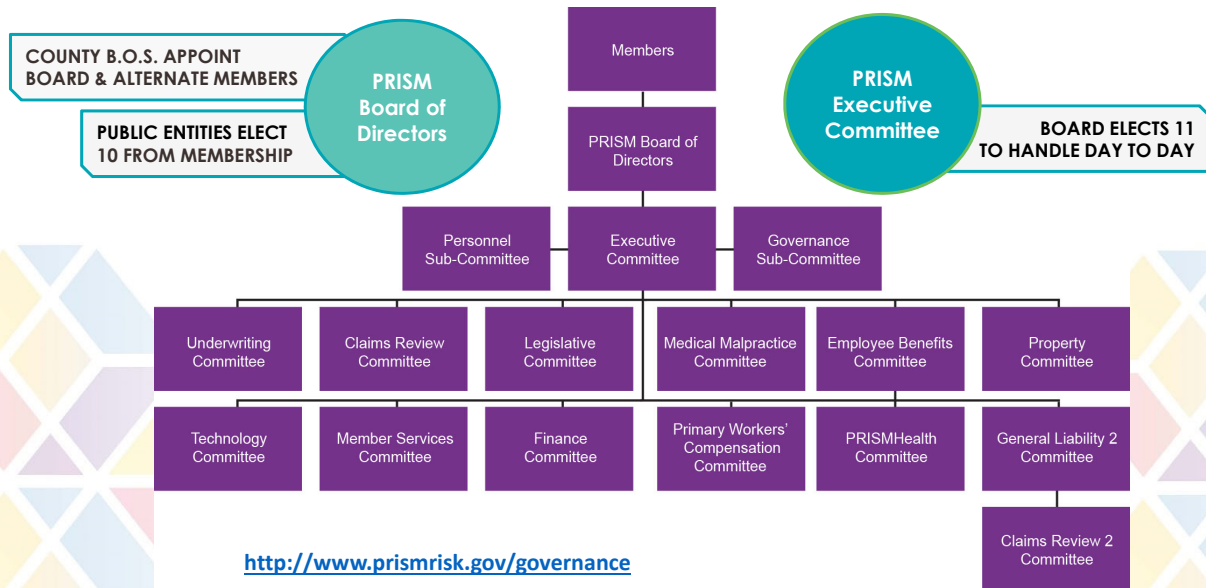 COUNTY B.O.S. APPOINT
BOARD & ALTERNATE MEMBERS
PUBLIC ENTITIES ELECT
10 FROM MEMBERSHIP
PRISM
Board of
Directors
Members
PRISM
Executive
Committee
BOARD ELECTS 11
TO HANDLE DAY TO DAY
PRISM Board of
Directors
Personnel
Sub-Committee
Executive
Committee
Governance
Sub-Committee
Underwriting
Committee
Claims Review
Committee
Legislative
Committee
Medical Malpractice
Committee
Employee Benefits
Committee
Property
Committee
Technology
Committee
Member Services
Committee
Finance
Committee
Primary Workers'
Compensation
Committee
PRISMHealth
Committee
General Liability 2
Committee
Claims Review 2
Committee
http://www.prismrisk.gov/governance